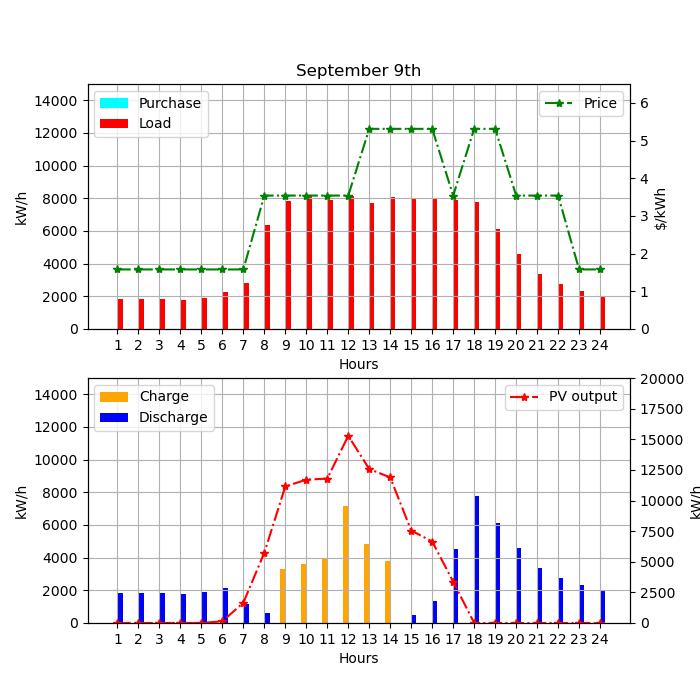 September 9th
14000
12000
10000
8000
6000
4000
2000
0
kW/h
Purchase
Load
Price
6
5
4
3
2
1
0
$/kWh
1 2 3 4 5 6 7 8 9 10 11 12 13 14 15 16 17 18 19 20 21 22 23 24
Hours
14000
12000
10000
8000
6000
4000
2000
0
kW/h
Charge
Discharge
PV output
20000
17500
15000
12500
10000
7500
5000
2500
0
kW/h
1 2 3 4 5 6 7 8 9 10 11 12 13 14 15 16 17 18 19 20 21 22 23 24
Hours